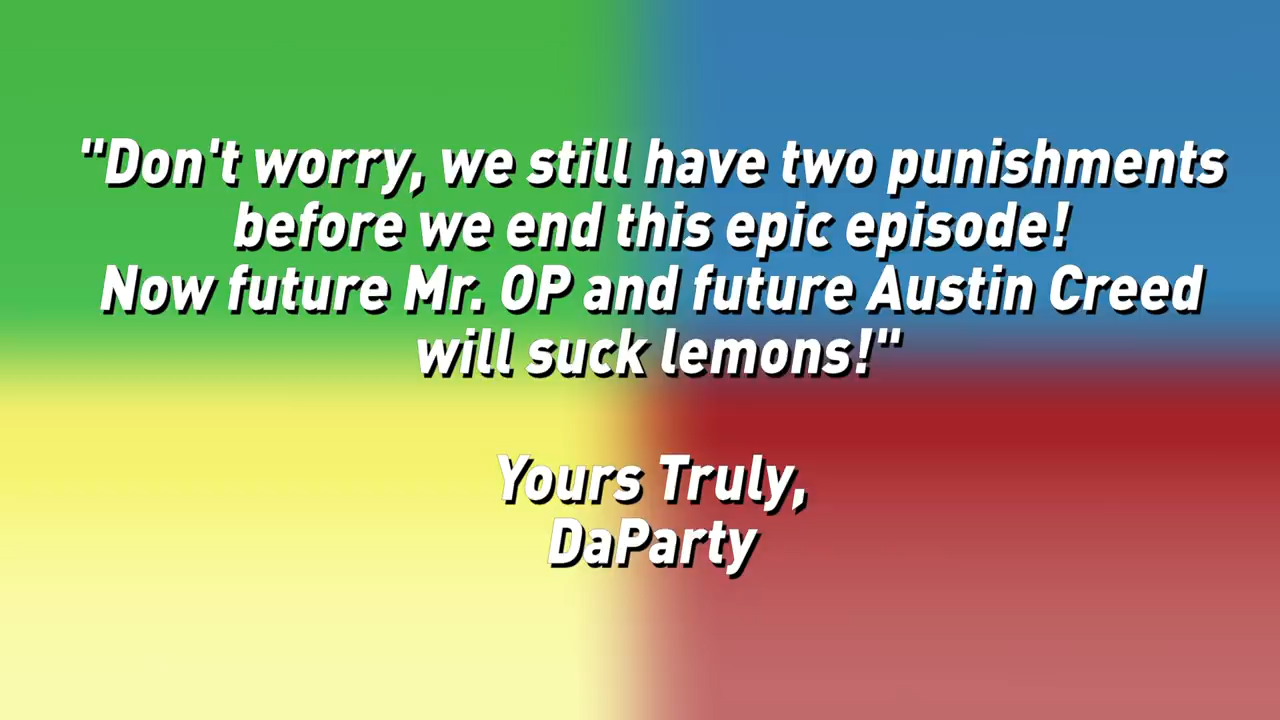 "Don't worry, we still have two punishments
before we end this epic episode!
Now future Mr. OP and future Austin Creed
will suck lemons!"
Yours Truly,
DaParty